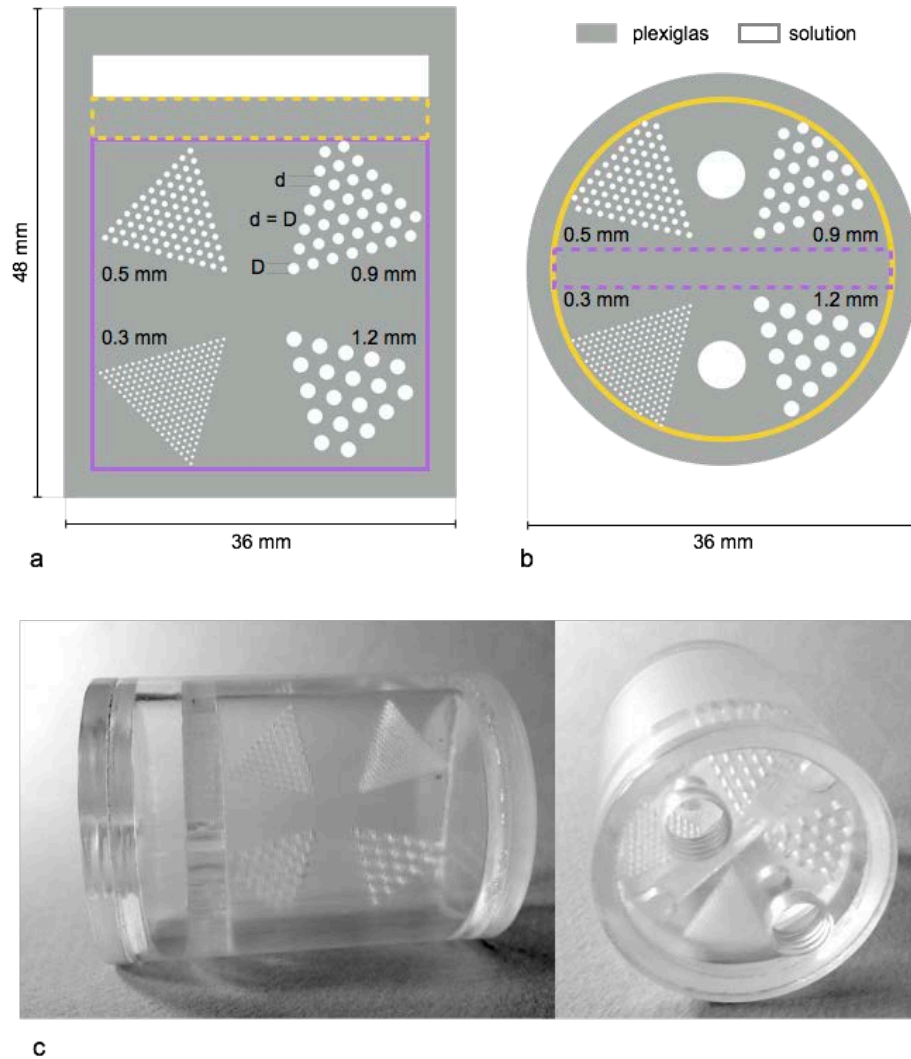 plexiglas solution
d
d = D
D
0.5 mm 0.9 mm
0.3 mm 1.2 mm
48 mm
36 mm
a
0.5 mm 0.9 mm
0.3 mm 1.2 mm
36 mm
b
c